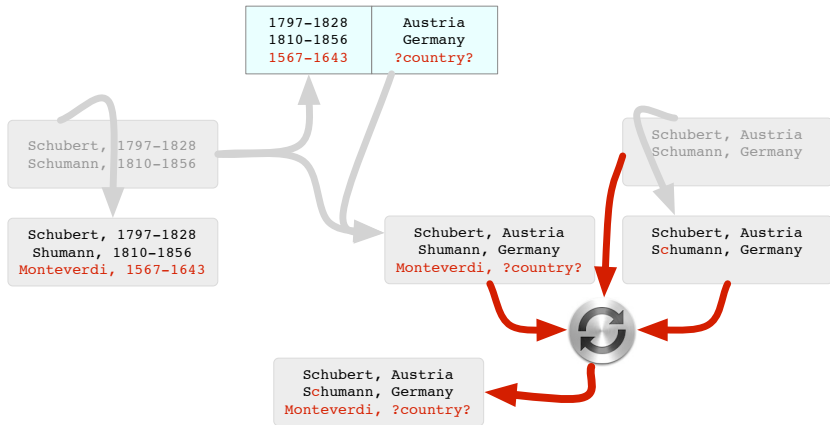 1797-1828 Austria
1810-1856 Germany
1567-1643 ?country?
Schubert, 1797-1828
Schumann, 1810-1856
Schubert, Austria
Schumann, Germany
Schubert, 1797-1828
Shumann, 1810-1856
Monteverdi, 1567-1643
Schubert, Austria
Shumann, Germany
Monteverdi, ?country?
Schubert, Austria
Schumann, Germany
Schubert, Austria
Schumann, Germany
Monteverdi, ?country?